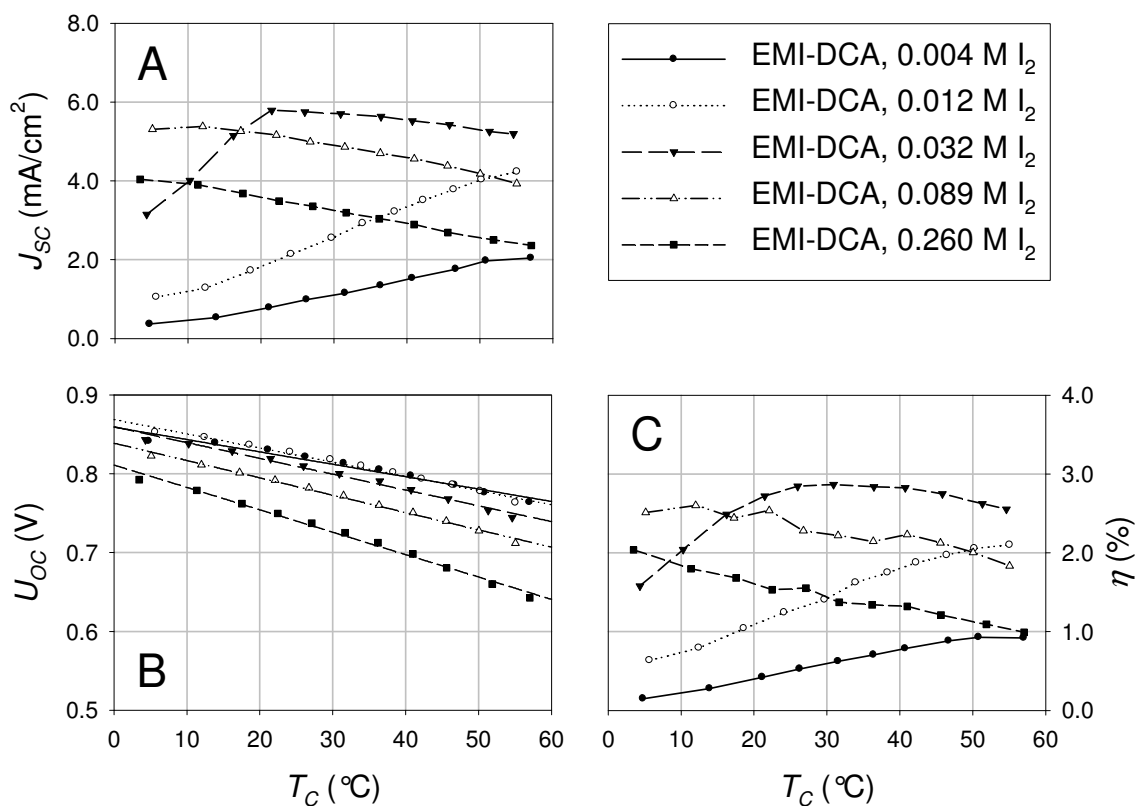 A
8.0
6.0
4.0
2.0
0.0
J_SC (mA/cm²)
EMI-DCA, 0.004 M I₂
EMI-DCA, 0.012 M I₂
EMI-DCA, 0.032 M I₂
EMI-DCA, 0.089 M I₂
EMI-DCA, 0.260 M I₂
B
0.9
0.8
0.7
0.6
0.5
U_OC (V)
0 10 20 30 40 50 60
T_C (°C)
C
4.0
3.0
2.0
1.0
0.0
η (%)
0 10 20 30 40 50 60
T_C (°C)